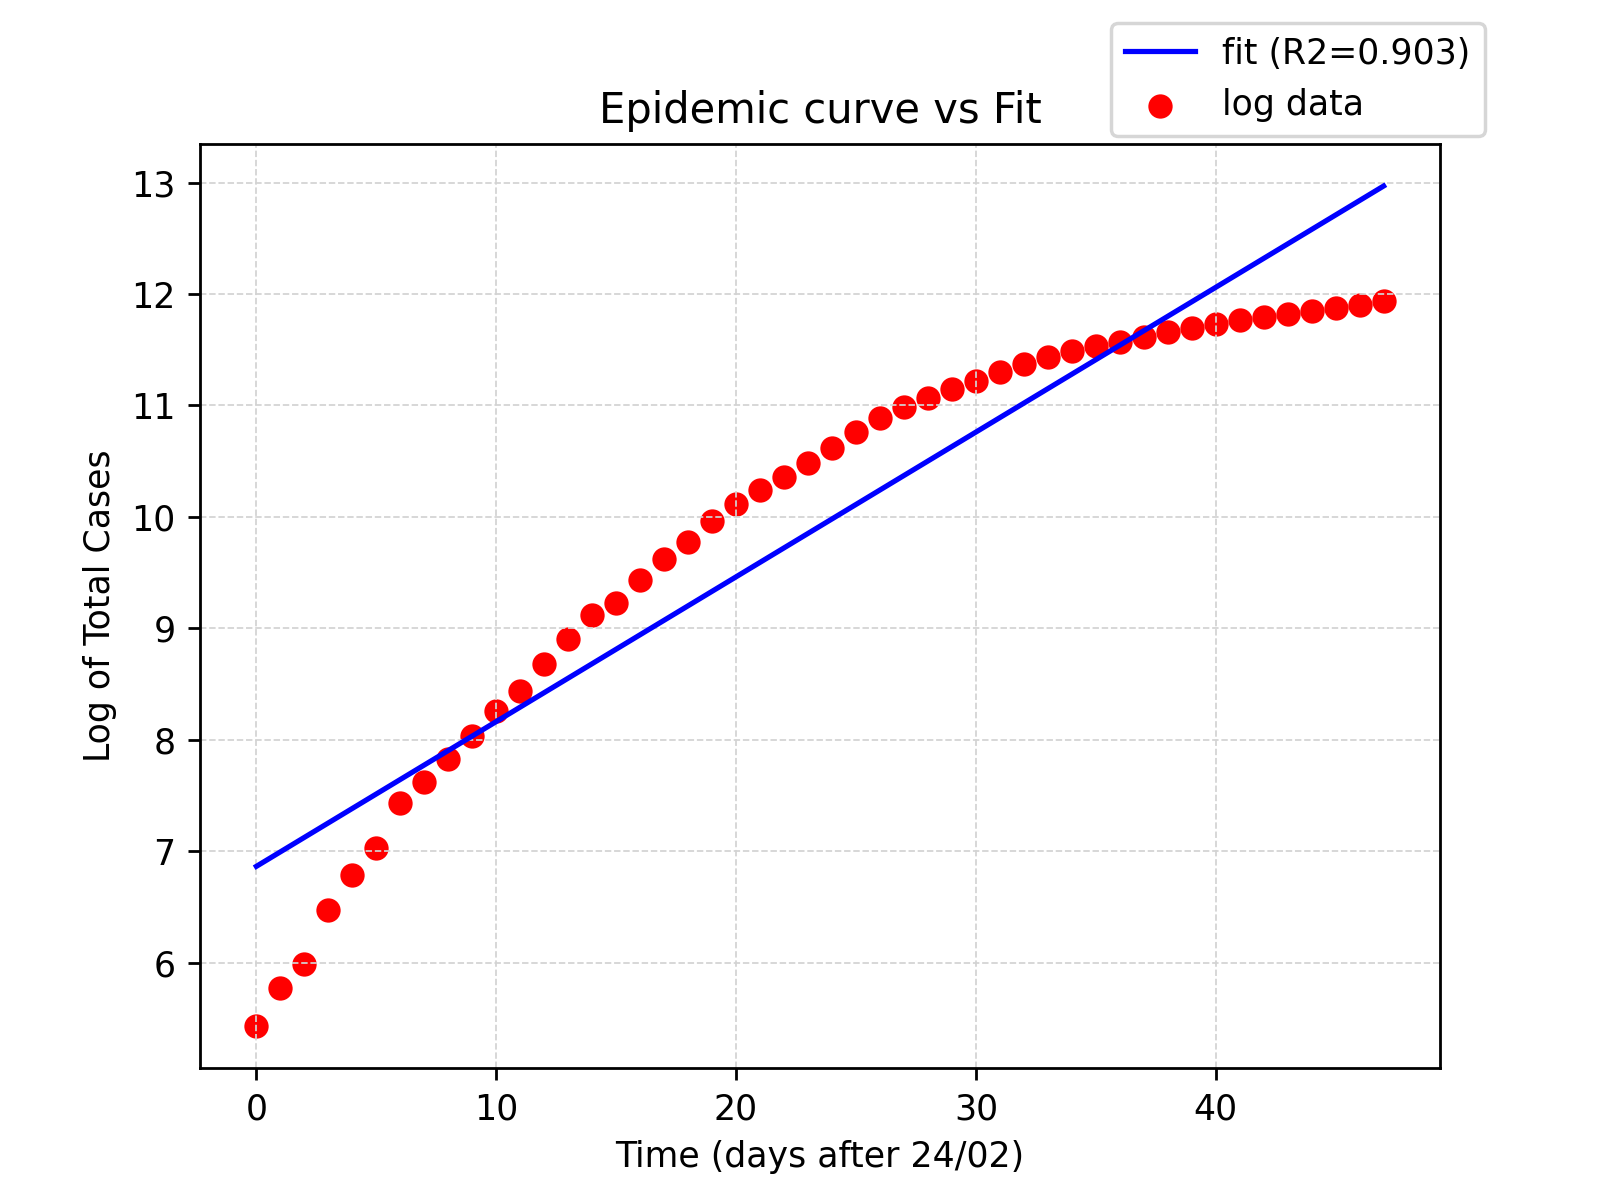 fit (R2=0.903)
log data
Epidemic curve vs Fit
13
12
11
10
9
8
7
6
Log of Total Cases
0 10 20 30 40
Time (days after 24/02)